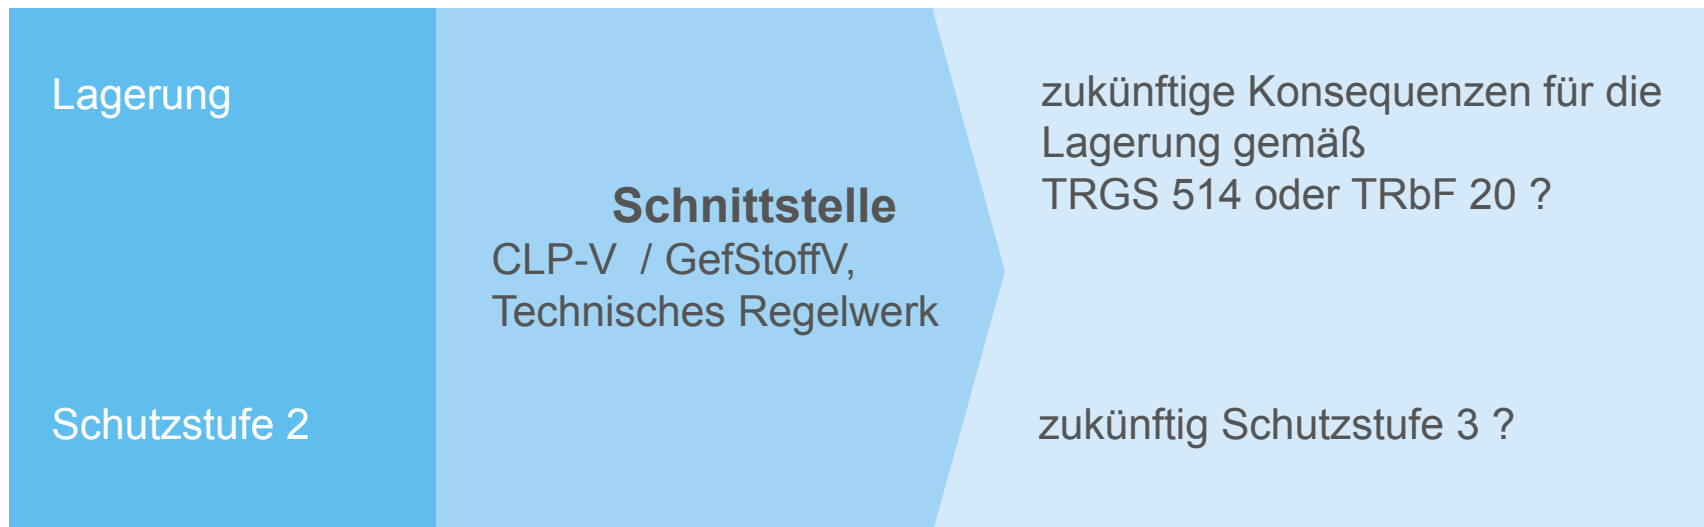 Lagerung
Schutzstufe 2
Schnittstelle
CLP-V / GefStoffV,
Technisches Regelwerk
zukünftige Konsequenzen für die
Lagerung gemäß
TRGS 514 oder TRbF 20 ?
zukünftig Schutzstufe 3 ?